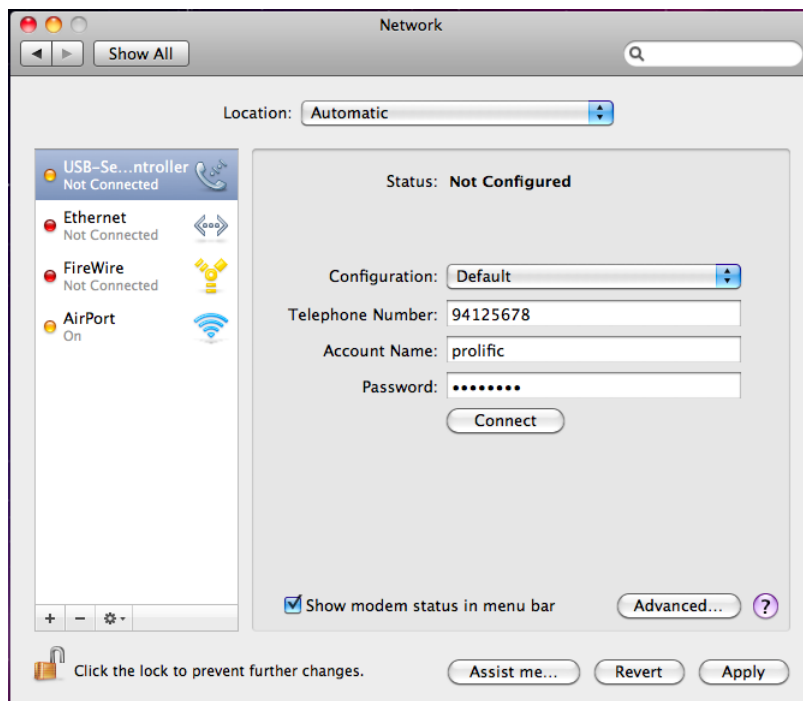 Network
Show All
Location: Automatic
USB-Se...ntroller
Not Connected
Ethernet
Not Connected
FireWire
Not Connected
AirPort
On
Status: Not Configured
Configuration: Default
Telephone Number: 94125678
Account Name: prolific
Password: ••••••••
Connect
Show modem status in menu bar
Advanced... ?
+ −
Click the lock to prevent further changes.
Assist me... Revert Apply